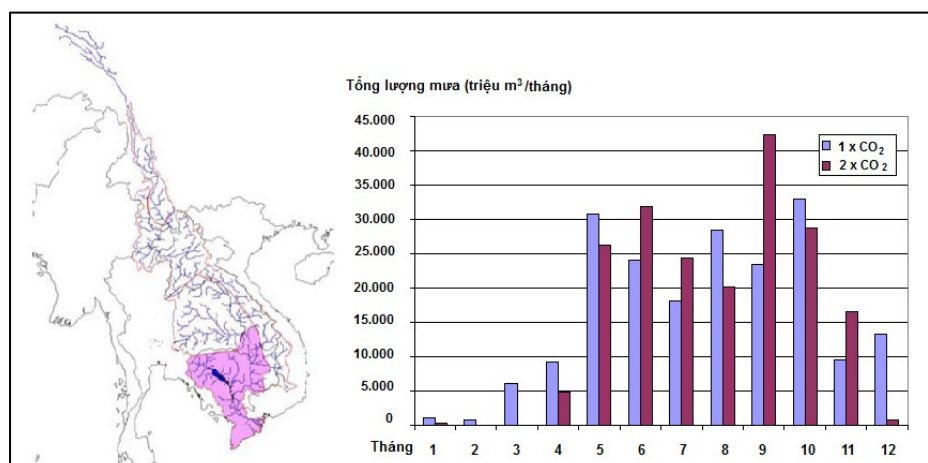 Tổng lượng mưa (triệu m³/tháng)
45.000
40.000
35.000
30.000
25.000
20.000
15.000
10.000
5.000
0
1 x CO₂
2 x CO₂
Tháng 1 2 3 4 5 6 7 8 9 10 11 12